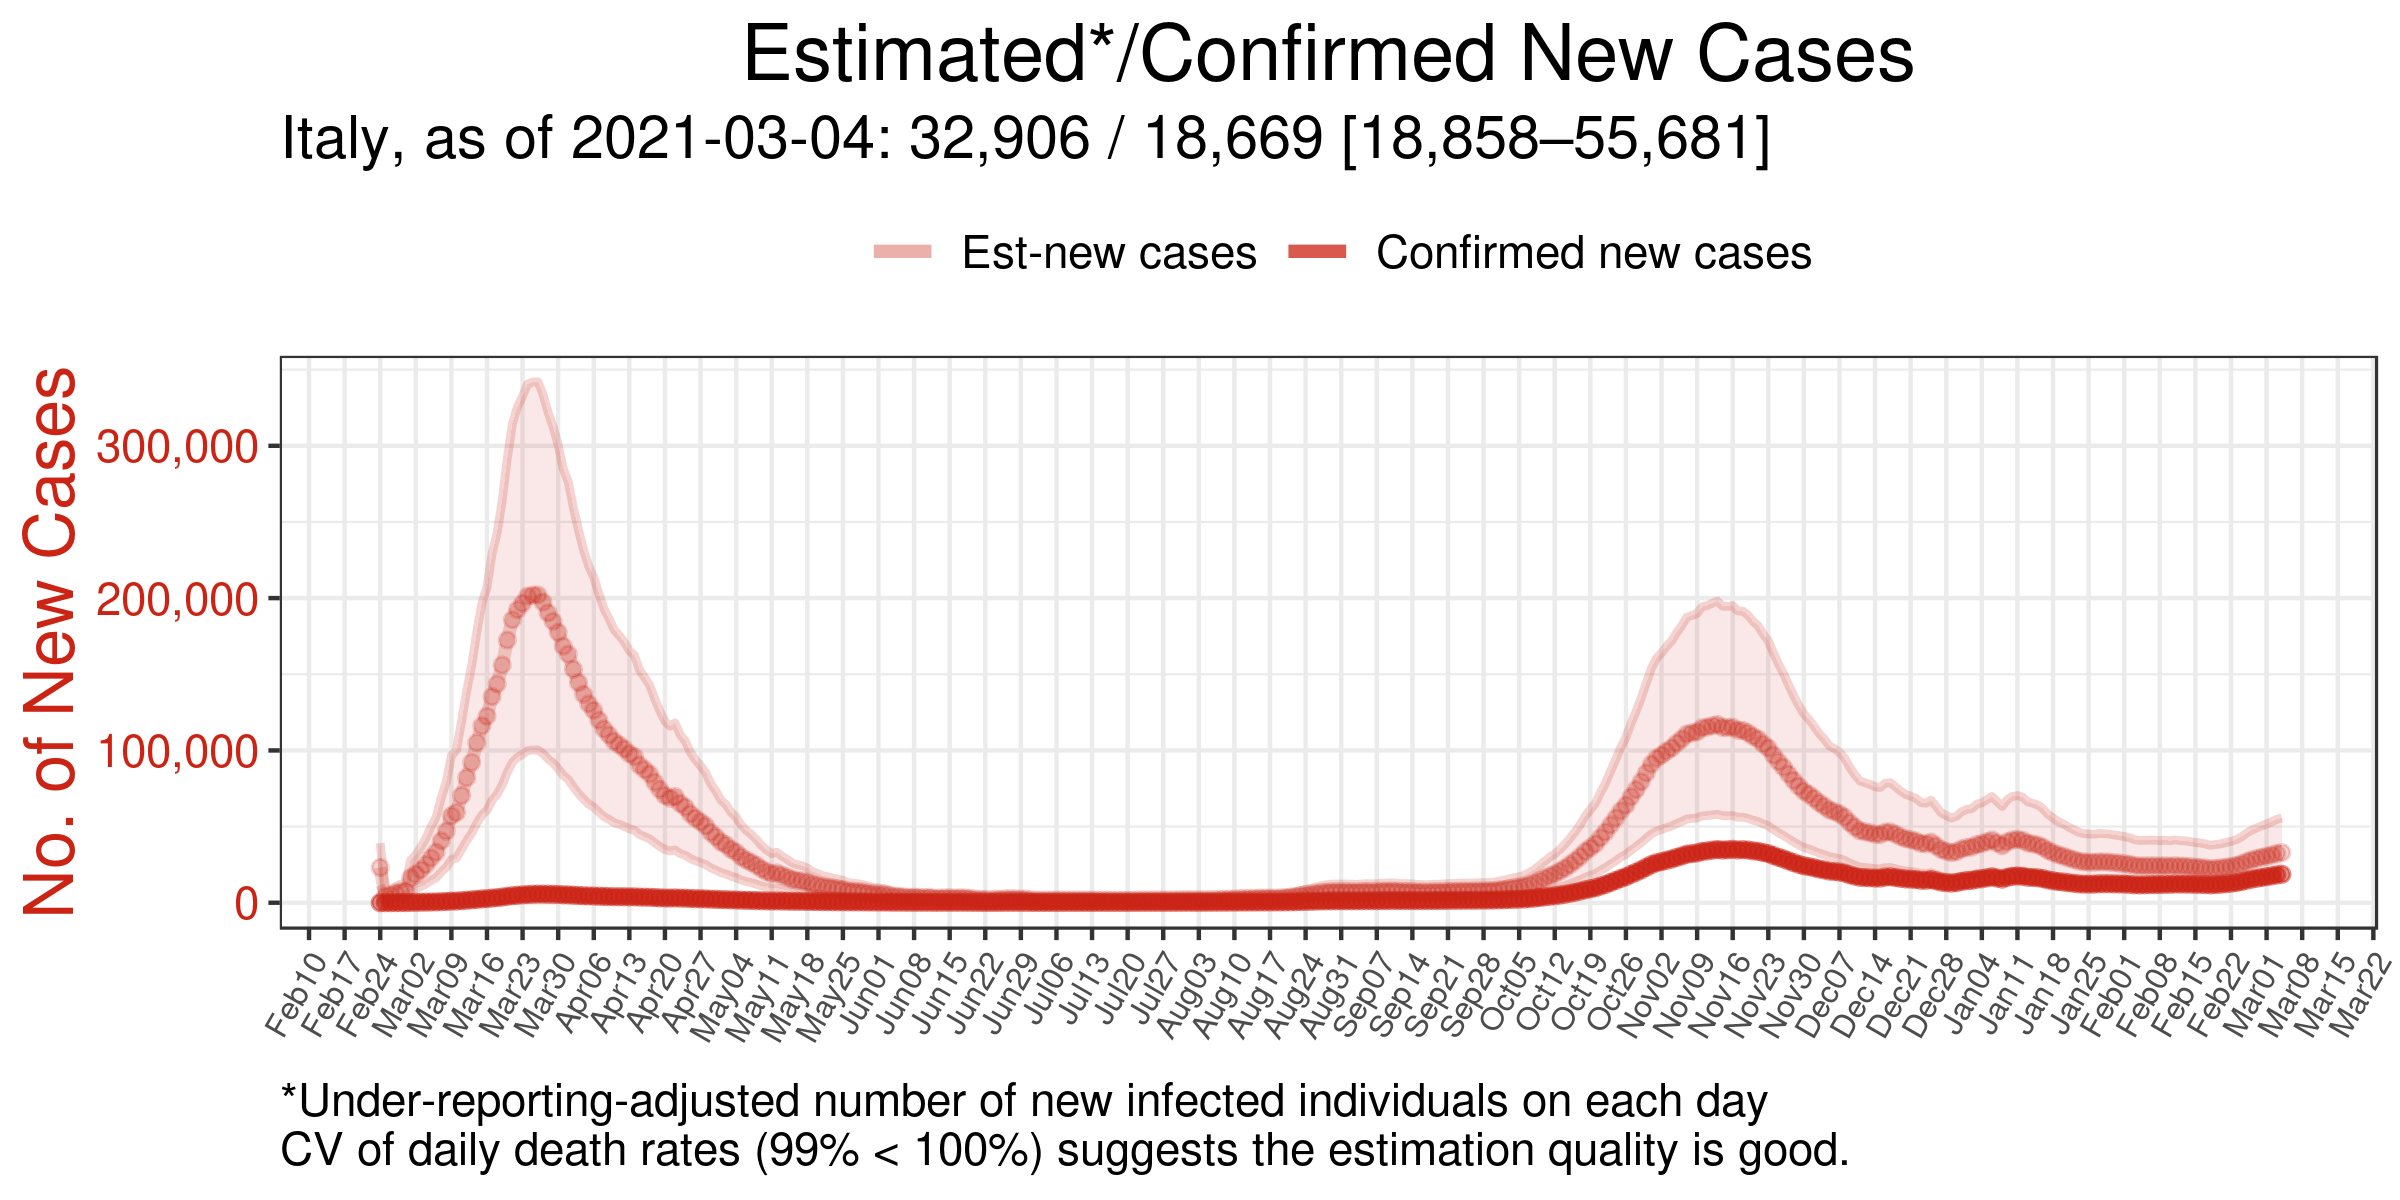 Estimated*/Confirmed New Cases
Italy, as of 2021-03-04: 32,906 / 18,669 [18,858–55,681]
Est-new cases Confirmed new cases
No. of New Cases
300,000
200,000
100,000
0
Feb10 Feb17 Feb24 Mar02 Mar09 Mar16 Mar23 Mar30 Apr06 Apr13 Apr20 Apr27 May04 May11 May18 May25 Jun01 Jun08 Jun15 Jun22 Jun29 Jul06 Jul13 Jul20 Jul27 Aug03 Aug10 Aug17 Aug24 Aug31 Sep07 Sep14 Sep21 Sep28 Oct05 Oct12 Oct19 Oct26 Nov02 Nov09 Nov16 Nov23 Nov30 Dec07 Dec14 Dec21 Dec28 Jan04 Jan11 Jan18 Jan25 Feb01 Feb08 Feb15 Feb22 Mar01 Mar08 Mar15 Mar22
*Under-reporting-adjusted number of new infected individuals on each day
CV of daily death rates (99% < 100%) suggests the estimation quality is good.